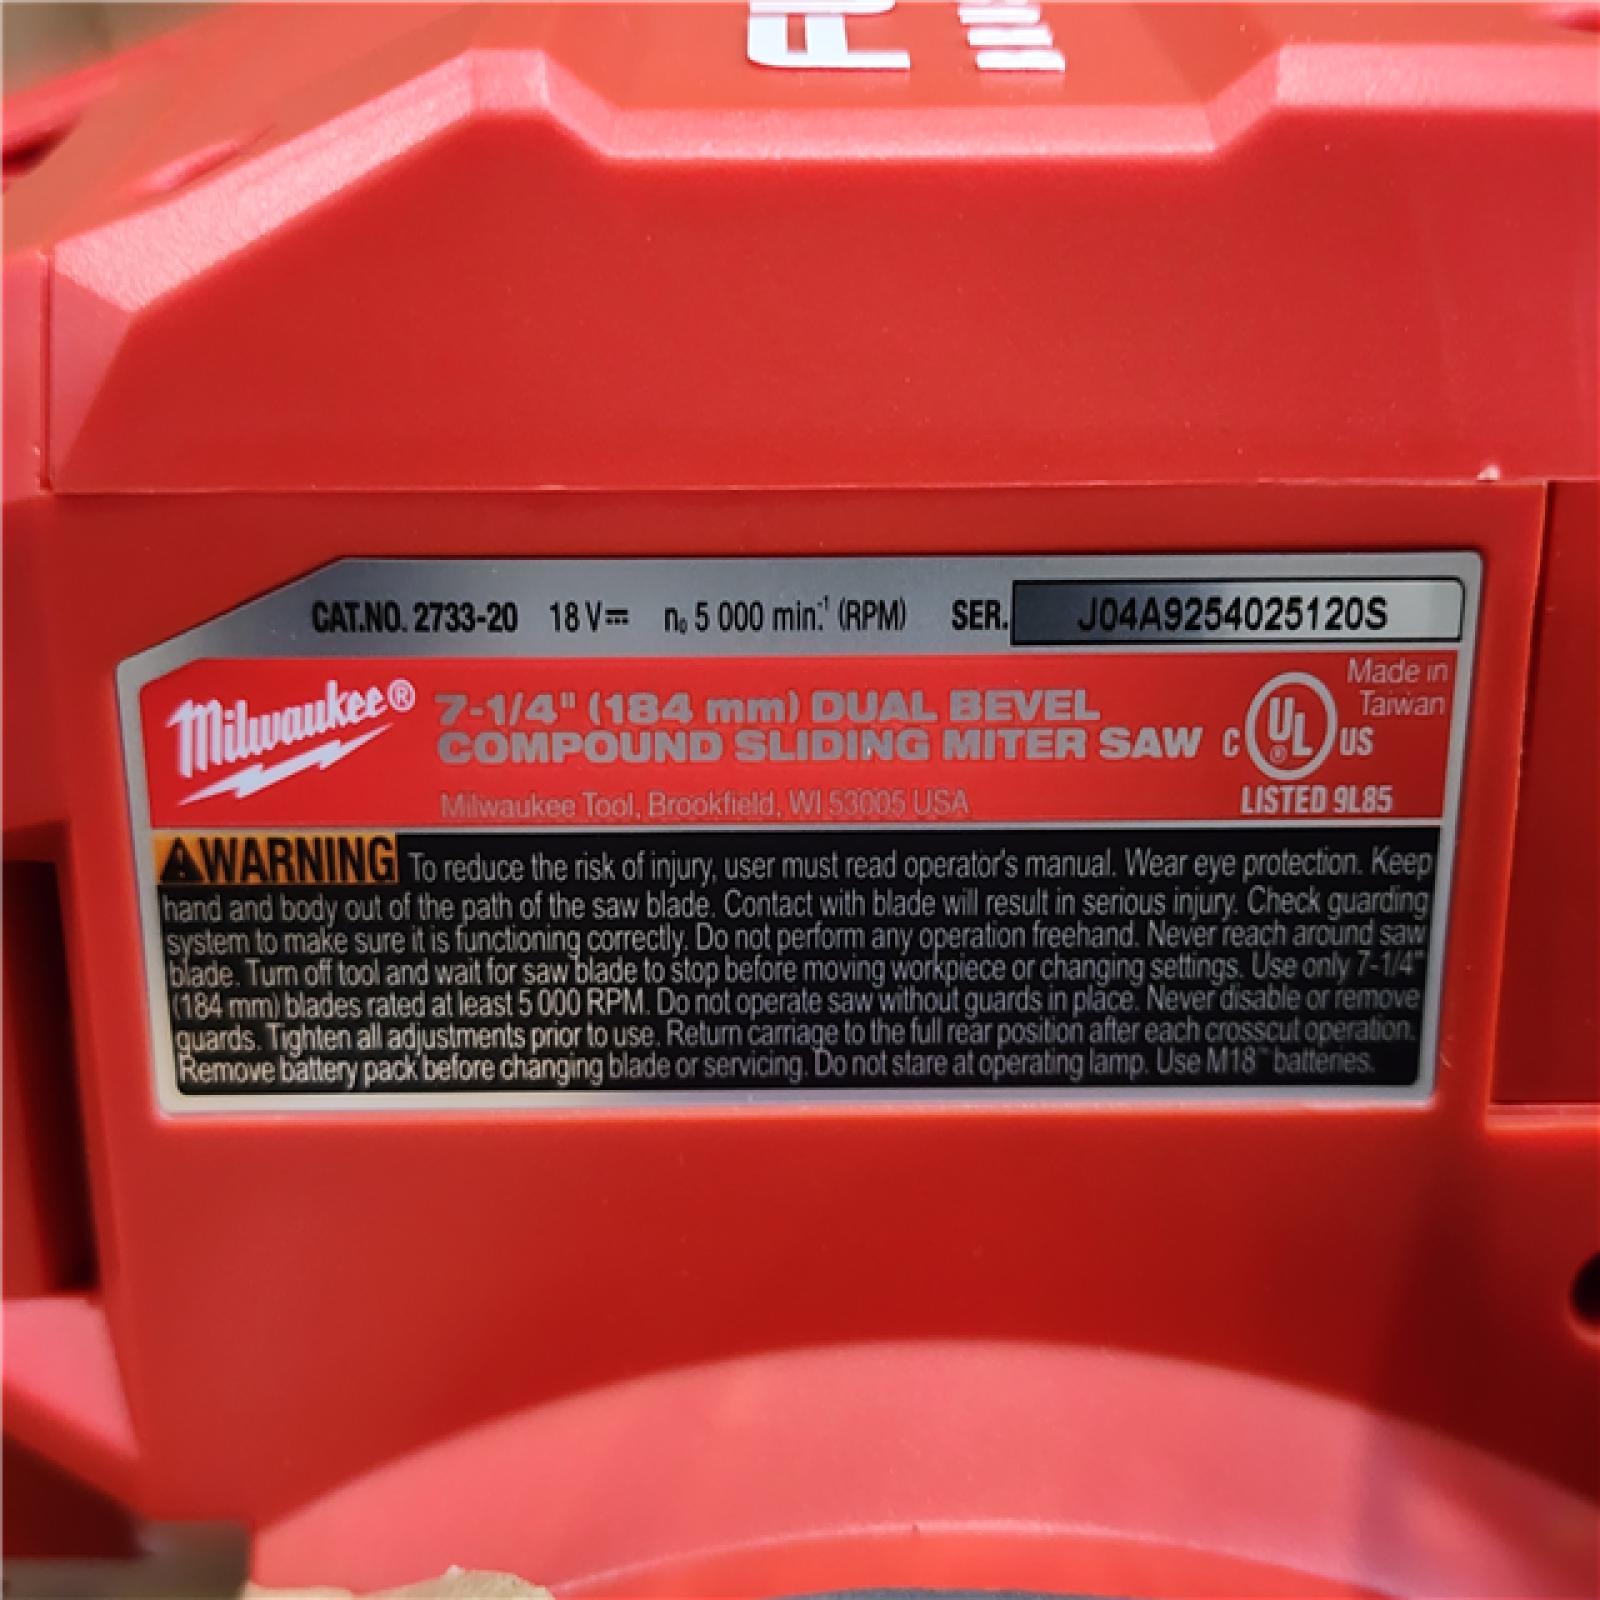 CAT.NO. 2733-20 18 V⎓ n₀ 5 000 min.⁻¹ (RPM) SER. J04A9254025120S
Made in
Taiwan
Milwaukee®
7-1/4" (184 mm) DUAL BEVEL
COMPOUND SLIDING MITER SAW
C UL® US
Milwaukee Tool, Brookfield, WI 53005 USA
LISTED 9L85
WARNING To reduce the risk of injury, user must read operator's manual. Wear eye protection. Keep
hand and body out of the path of the saw blade. Contact with blade will result in serious injury. Check guarding
system to make sure it is functioning correctly. Do not perform any operation freehand. Never reach around saw
blade. Turn off tool and wait for saw blade to stop before moving workpiece or changing settings. Use only 7-1/4"
(184 mm) blades rated at least 5 000 RPM. Do not operate saw without guards in place. Never disable or remove
guards. Tighten all adjustments prior to use. Return carriage to the full rear position after each crosscut operation.
Remove battery pack before changing blade or servicing. Do not stare at operating lamp. Use M18™ batteries.